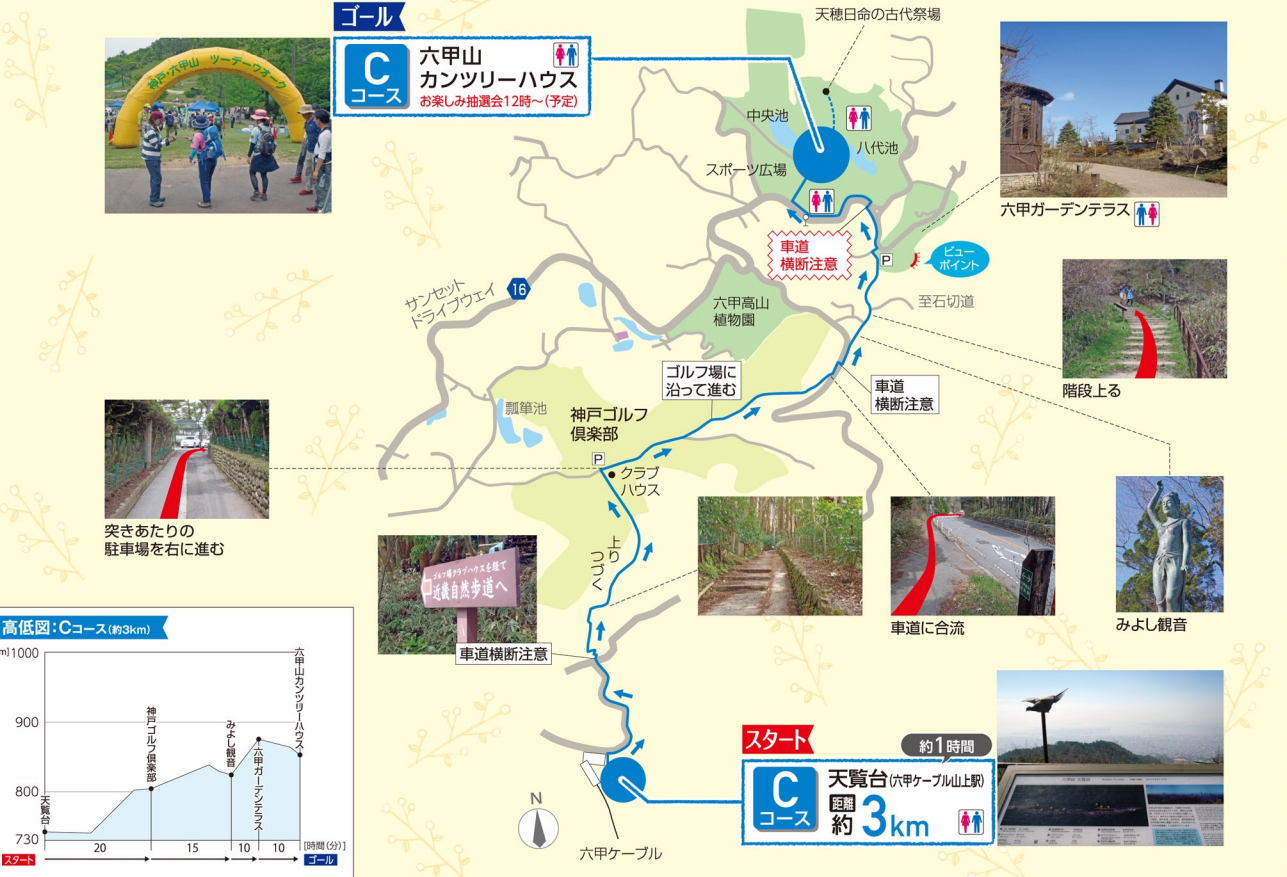 ゴール
C
コース
六甲山
カンツリーハウス
お楽しみ抽選会12時~(予定)
神戸・六甲山 ツーデーウオーク
天穂日命の古代祭場
中央池
八代池
スポーツ広場
六甲ガーデンテラス
車道
横断注意
P
ビュー
ポイント
サンセット
ドライブウェイ
16
六甲高山
植物園
至石切道
階段上る
ゴルフ場に
沿って進む
車道
横断注意
瓢箪池
神戸ゴルフ
倶楽部
P
クラブ
ハウス
突きあたりの
駐車場を右に進む
上り
つづく
ゴルフ場クラブハウスを経て
近畿自然歩道へ
車道横断注意
車道に合流
みよし観音
高低図:Cコース(約3km)
m]
1000
900
800
730
天覧台
神戸ゴルフ倶楽部
みよし観音
六甲ガーデンテラス
六甲山カンツリーハウス
20
15
10
10
[時間(分)]
スタート
ゴール
N
六甲ケーブル
スタート
約1時間
C
コース
天覧台(六甲ケーブル山上駅)
距離
約3km